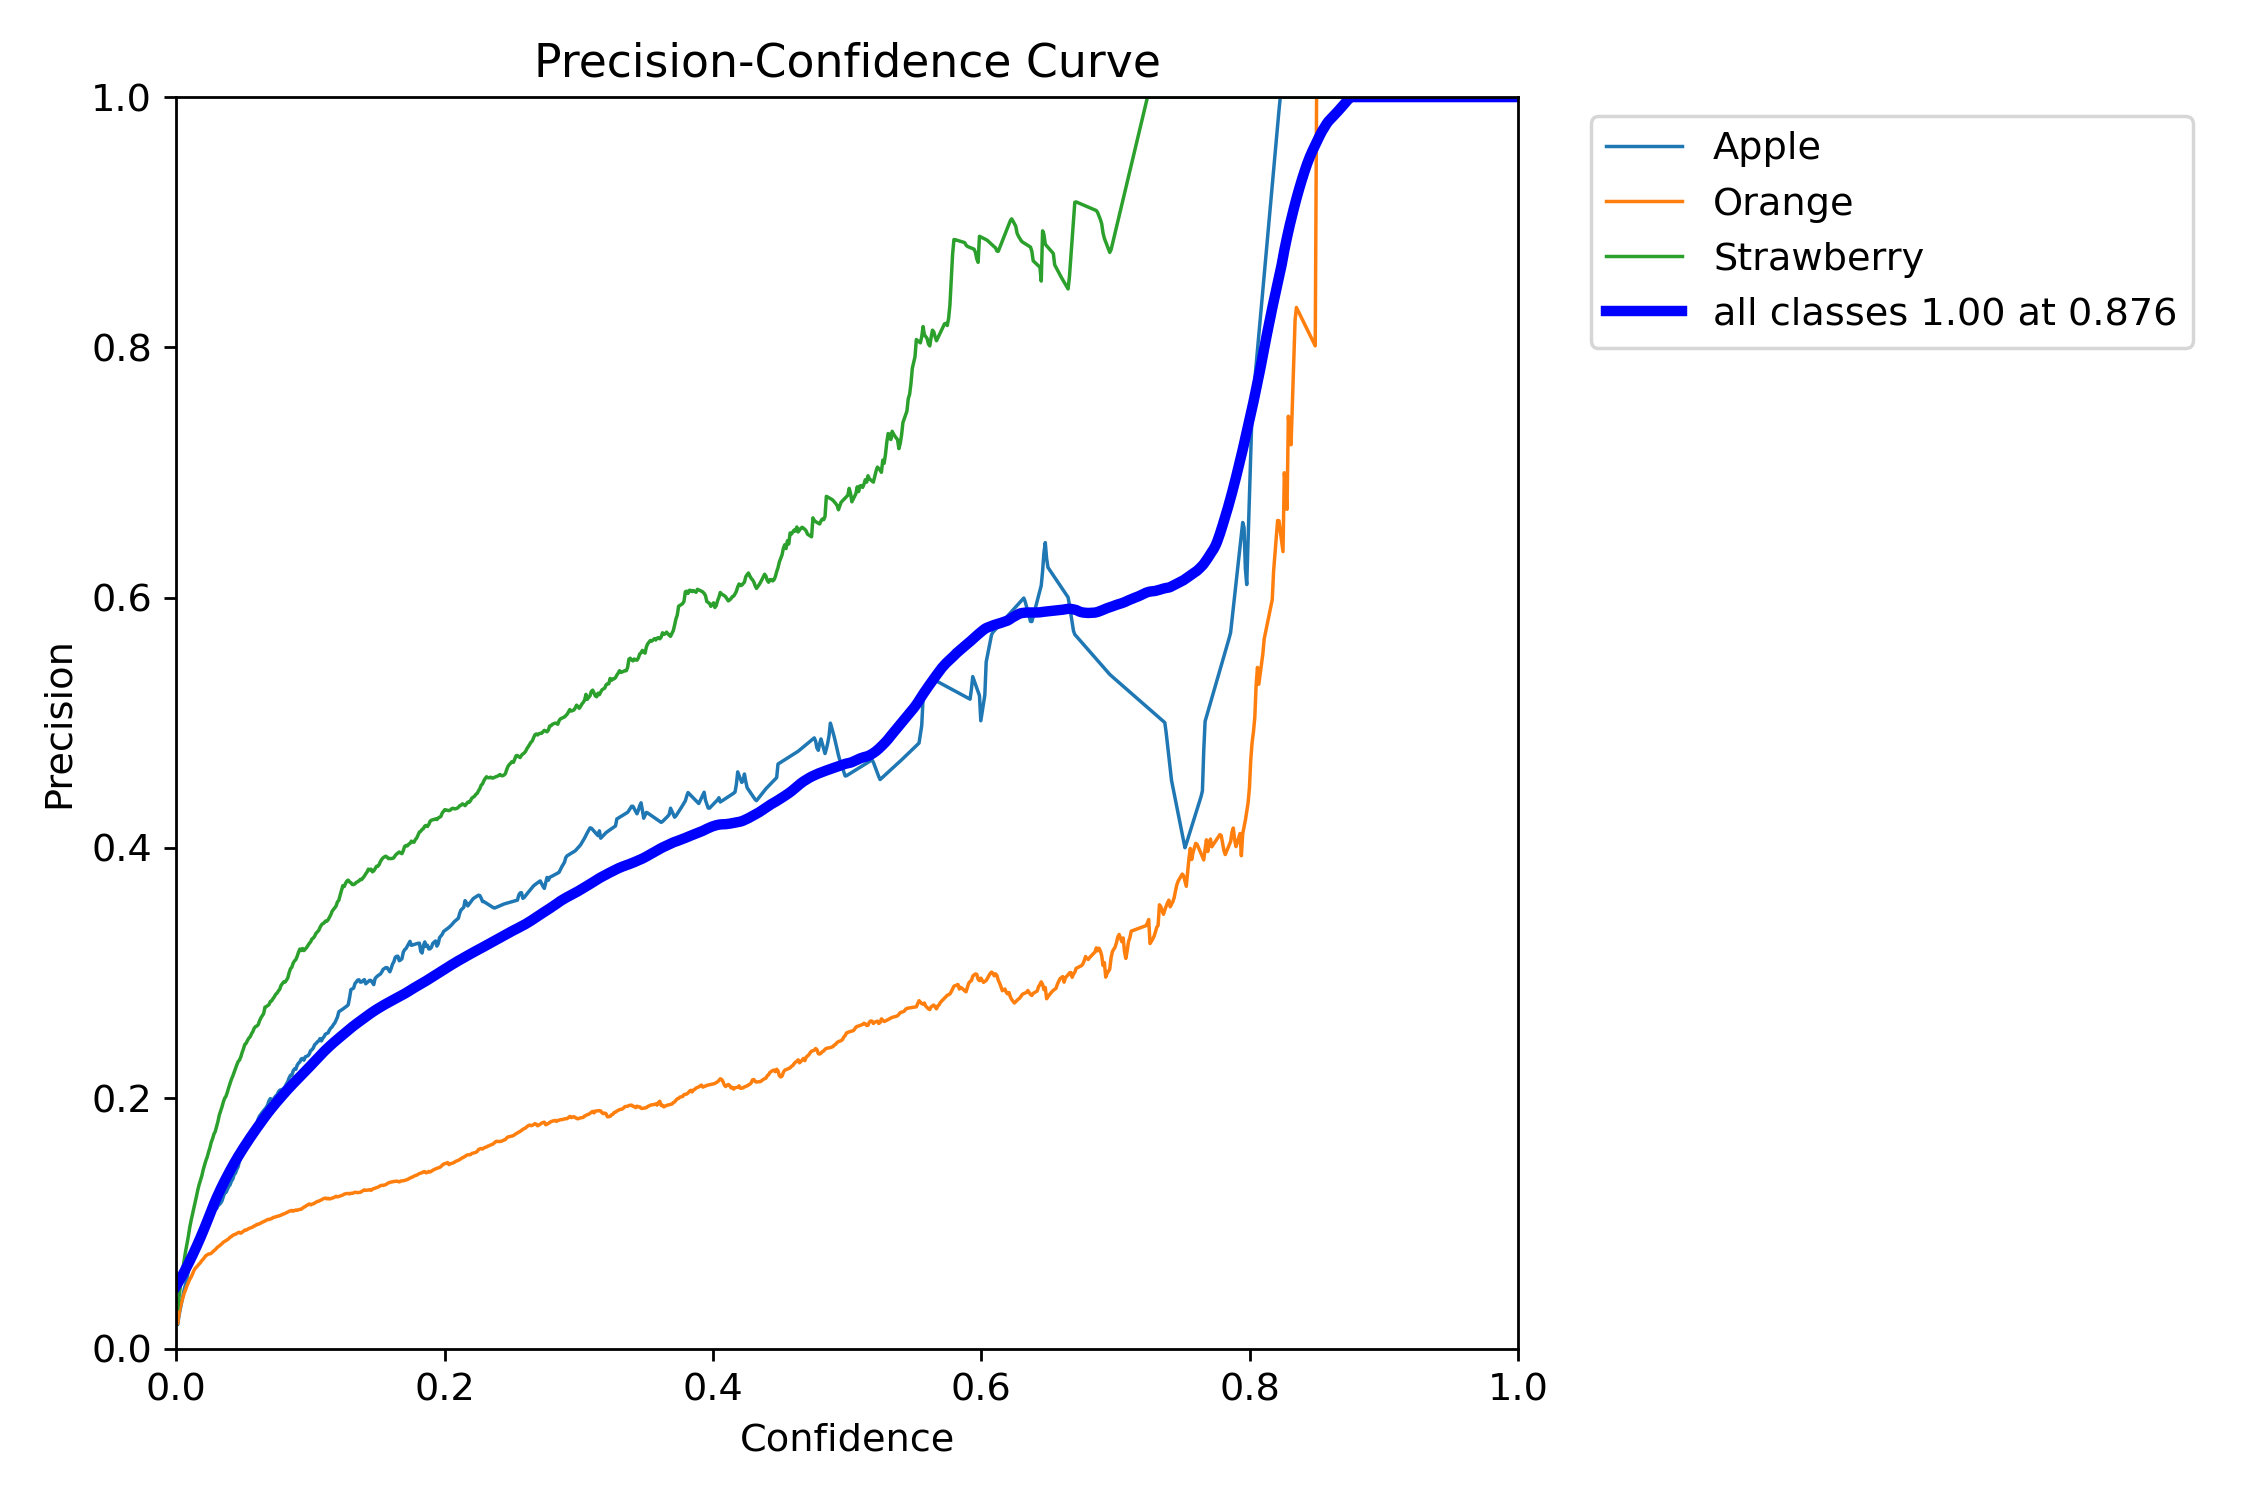 Precision-Confidence Curve
1.0
0.8
0.6
0.4
0.2
0.0
Precision
0.0 0.2 0.4 0.6 0.8 1.0
Confidence
Apple
Orange
Strawberry
all classes 1.00 at 0.876